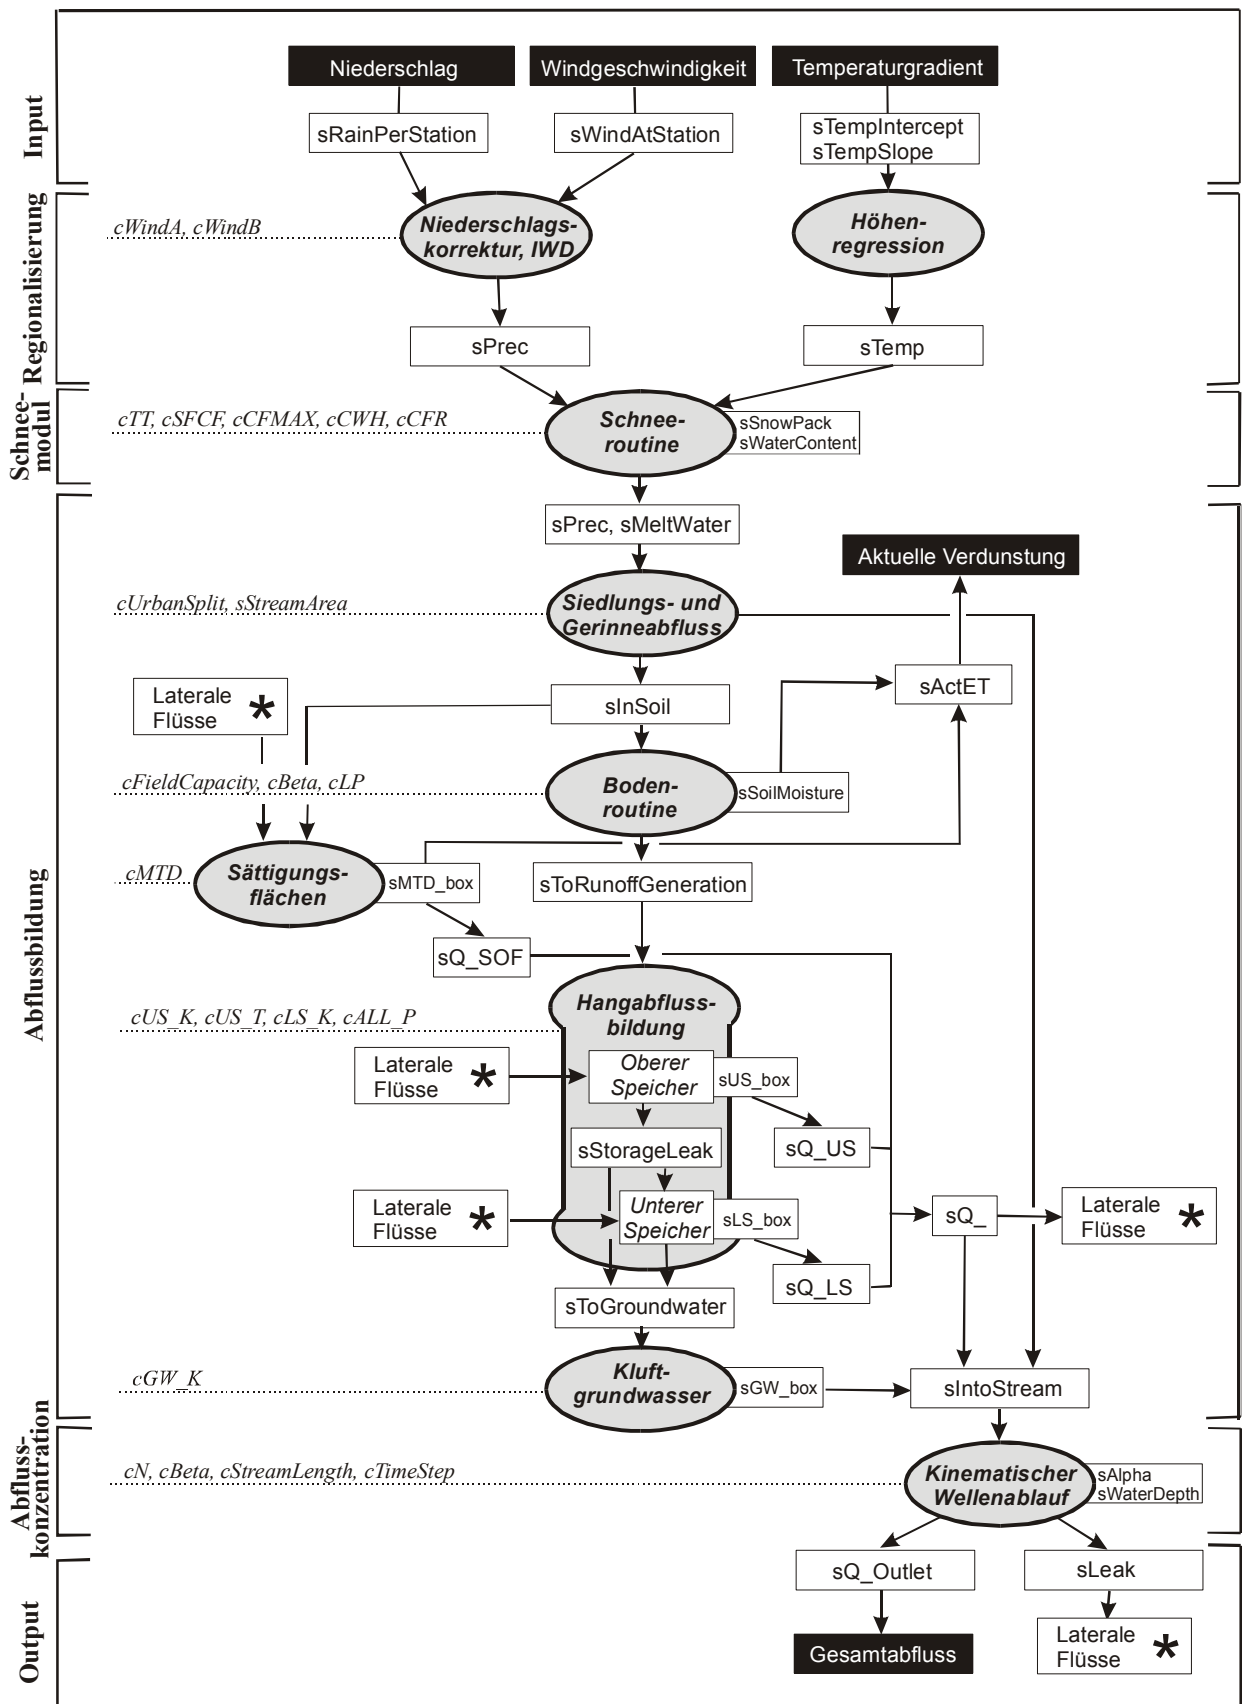 Input
Niederschlag
Windgeschwindigkeit
Temperaturgradient
sRainPerStation
sWindAtStation
sTempIntercept
sTempSlope
Regionalisierung
cWindA, cWindB
Niederschlags-
korrektur, IWD
Höhen-
regression
sPrec
sTemp
Schnee-
modul
cTT, cSFCF, cCFMAX, cCWH, cCFR
Schnee-
routine
sSnowPack
sWaterContent
Abflussbildung
sPrec, sMeltWater
Aktuelle Verdunstung
cUrbanSplit, sStreamArea
Siedlungs- und
Gerinneabfluss
Laterale
Flüsse *
sInSoil
sActET
cFieldCapacity, cBeta, cLP
Boden-
routine
sSoilMoisture
cMTD
Sättigungs-
flächen
sMTD_box
sToRunoffGeneration
sQ_SOF
Hangabfluss-
bildung
cUS_K, cUS_T, cLS_K, cALL_P
Laterale
Flüsse *
Oberer
Speicher
sUS_box
sStorageLeak
sQ_US
Laterale
Flüsse *
Unterer
Speicher
sLS_box
sQ_
Laterale
Flüsse *
sQ_LS
sToGroundwater
cGW_K
Kluft-
grundwasser
sGW_box
sIntoStream
Abfluss-
konzentration
cN, cBeta, cStreamLength, cTimeStep
Kinematischer
Wellenablauf
sAlpha
sWaterDepth
Output
sQ_Outlet
sLeak
Gesamtabfluss
Laterale
Flüsse *